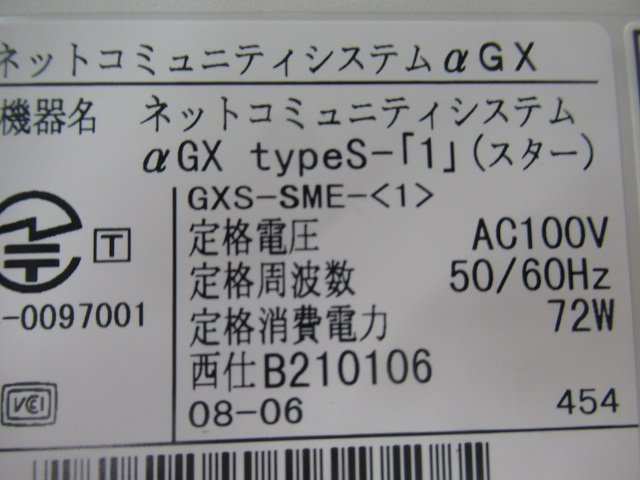 ネットコミュニティシステムαGX
機器名 ネットコミュニティシステム
αGX typeS-「1」(スター)
GXS-SME-<1>
定格電圧 AC100V
定格周波数 50/60Hz
定格消費電力 72W
西仕B210106
08-06 454
T
-0097001
VCCI